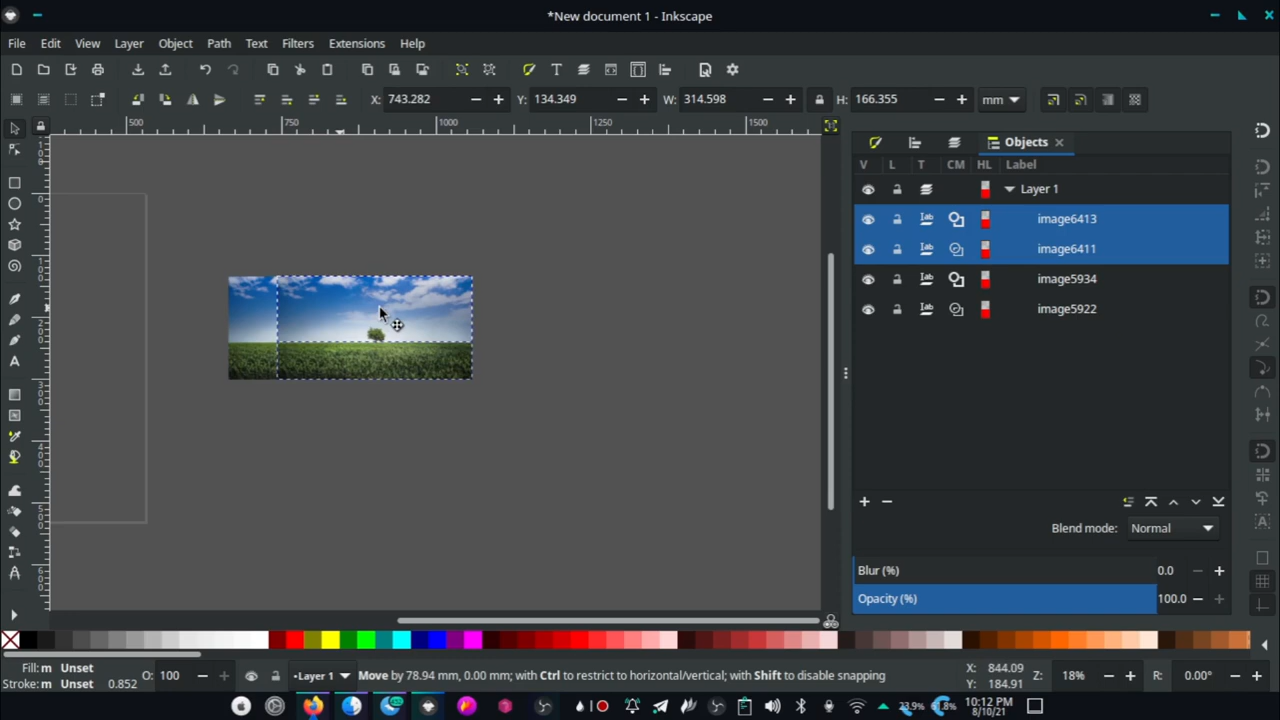 *New document 1 - Inkscape
File Edit View Layer Object Path Text Filters Extensions Help
X: 743.282 Y: 134.349 W: 314.598 H: 166.355 mm
500 750 1000 1250 1500
Objects
V L T CM HL Label
Layer 1
image6413
image6411
image5934
image5922
Blend mode: Normal
Blur (%) 0.0
Opacity (%) 100.0
Fill: m Unset
Stroke: m Unset 0.852 O: 100 •Layer 1 Move by 78.94 mm, 0.00 mm; with Ctrl to restrict to horizontal/vertical; with Shift to disable snapping X: 844.09 Y: 184.91 Z: 18% R: 0.00°
10:12 PM
8/10/21